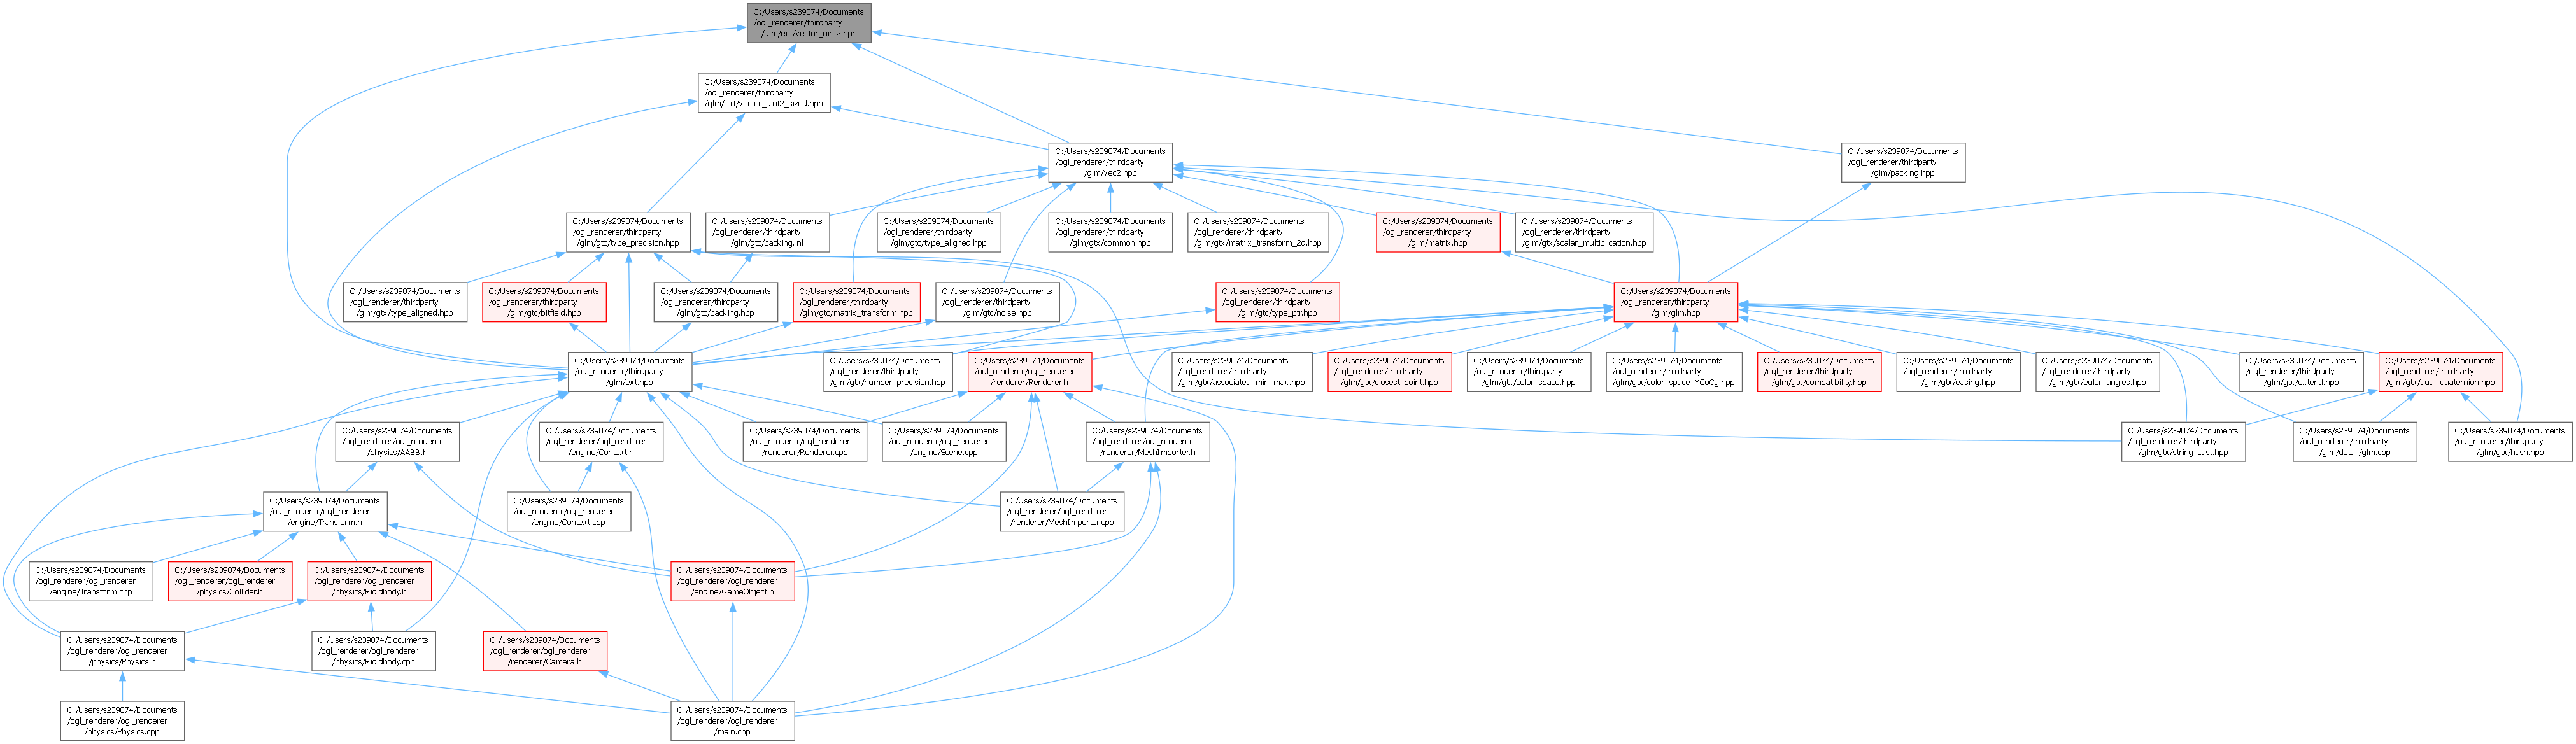 C:/Users/s239074/Documents
/ogl_renderer/thirdparty
/glm/ext/vector_uint2.hpp
C:/Users/s239074/Documents
/ogl_renderer/thirdparty
/glm/ext/vector_uint2_sized.hpp
C:/Users/s239074/Documents
/ogl_renderer/thirdparty
/glm/vec2.hpp
C:/Users/s239074/Documents
/ogl_renderer/thirdparty
/glm/packing.hpp
C:/Users/s239074/Documents
/ogl_renderer/thirdparty
/glm/gtc/type_precision.hpp
C:/Users/s239074/Documents
/ogl_renderer/thirdparty
/glm/gtc/packing.inl
C:/Users/s239074/Documents
/ogl_renderer/thirdparty
/glm/gtc/type_aligned.hpp
C:/Users/s239074/Documents
/ogl_renderer/thirdparty
/glm/gtx/common.hpp
C:/Users/s239074/Documents
/ogl_renderer/thirdparty
/glm/gtx/matrix_transform_2d.hpp
C:/Users/s239074/Documents
/ogl_renderer/thirdparty
/glm/matrix.hpp
C:/Users/s239074/Documents
/ogl_renderer/thirdparty
/glm/gtx/scalar_multiplication.hpp
C:/Users/s239074/Documents
/ogl_renderer/thirdparty
/glm/gtx/type_aligned.hpp
C:/Users/s239074/Documents
/ogl_renderer/thirdparty
/glm/gtc/bitfield.hpp
C:/Users/s239074/Documents
/ogl_renderer/thirdparty
/glm/gtc/packing.hpp
C:/Users/s239074/Documents
/ogl_renderer/thirdparty
/glm/gtc/matrix_transform.hpp
C:/Users/s239074/Documents
/ogl_renderer/thirdparty
/glm/gtc/noise.hpp
C:/Users/s239074/Documents
/ogl_renderer/thirdparty
/glm/gtc/type_ptr.hpp
C:/Users/s239074/Documents
/ogl_renderer/thirdparty
/glm/glm.hpp
C:/Users/s239074/Documents
/ogl_renderer/thirdparty
/glm/ext.hpp
C:/Users/s239074/Documents
/ogl_renderer/thirdparty
/glm/gtx/number_precision.hpp
C:/Users/s239074/Documents
/ogl_renderer/ogl_renderer
/renderer/Renderer.h
C:/Users/s239074/Documents
/ogl_renderer/thirdparty
/glm/gtx/associated_min_max.hpp
C:/Users/s239074/Documents
/ogl_renderer/thirdparty
/glm/gtx/closest_point.hpp
C:/Users/s239074/Documents
/ogl_renderer/thirdparty
/glm/gtx/color_space.hpp
C:/Users/s239074/Documents
/ogl_renderer/thirdparty
/glm/gtx/color_space_YCoCg.hpp
C:/Users/s239074/Documents
/ogl_renderer/thirdparty
/glm/gtx/compatibility.hpp
C:/Users/s239074/Documents
/ogl_renderer/thirdparty
/glm/gtx/easing.hpp
C:/Users/s239074/Documents
/ogl_renderer/thirdparty
/glm/gtx/euler_angles.hpp
C:/Users/s239074/Documents
/ogl_renderer/thirdparty
/glm/gtx/extend.hpp
C:/Users/s239074/Documents
/ogl_renderer/thirdparty
/glm/gtx/dual_quaternion.hpp
C:/Users/s239074/Documents
/ogl_renderer/ogl_renderer
/physics/AABB.h
C:/Users/s239074/Documents
/ogl_renderer/ogl_renderer
/engine/Context.h
C:/Users/s239074/Documents
/ogl_renderer/ogl_renderer
/renderer/Renderer.cpp
C:/Users/s239074/Documents
/ogl_renderer/ogl_renderer
/engine/Scene.cpp
C:/Users/s239074/Documents
/ogl_renderer/ogl_renderer
/renderer/MeshImporter.h
C:/Users/s239074/Documents
/ogl_renderer/thirdparty
/glm/gtx/string_cast.hpp
C:/Users/s239074/Documents
/ogl_renderer/thirdparty
/glm/detail/glm.cpp
C:/Users/s239074/Documents
/ogl_renderer/thirdparty
/glm/gtx/hash.hpp
C:/Users/s239074/Documents
/ogl_renderer/ogl_renderer
/engine/Transform.h
C:/Users/s239074/Documents
/ogl_renderer/ogl_renderer
/engine/Context.cpp
C:/Users/s239074/Documents
/ogl_renderer/ogl_renderer
/renderer/MeshImporter.cpp
C:/Users/s239074/Documents
/ogl_renderer/ogl_renderer
/engine/Transform.cpp
C:/Users/s239074/Documents
/ogl_renderer/ogl_renderer
/physics/Collider.h
C:/Users/s239074/Documents
/ogl_renderer/ogl_renderer
/physics/Rigidbody.h
C:/Users/s239074/Documents
/ogl_renderer/ogl_renderer
/engine/GameObject.h
C:/Users/s239074/Documents
/ogl_renderer/ogl_renderer
/physics/Physics.h
C:/Users/s239074/Documents
/ogl_renderer/ogl_renderer
/physics/Rigidbody.cpp
C:/Users/s239074/Documents
/ogl_renderer/ogl_renderer
/renderer/Camera.h
C:/Users/s239074/Documents
/ogl_renderer/ogl_renderer
/physics/Physics.cpp
C:/Users/s239074/Documents
/ogl_renderer/ogl_renderer
/main.cpp